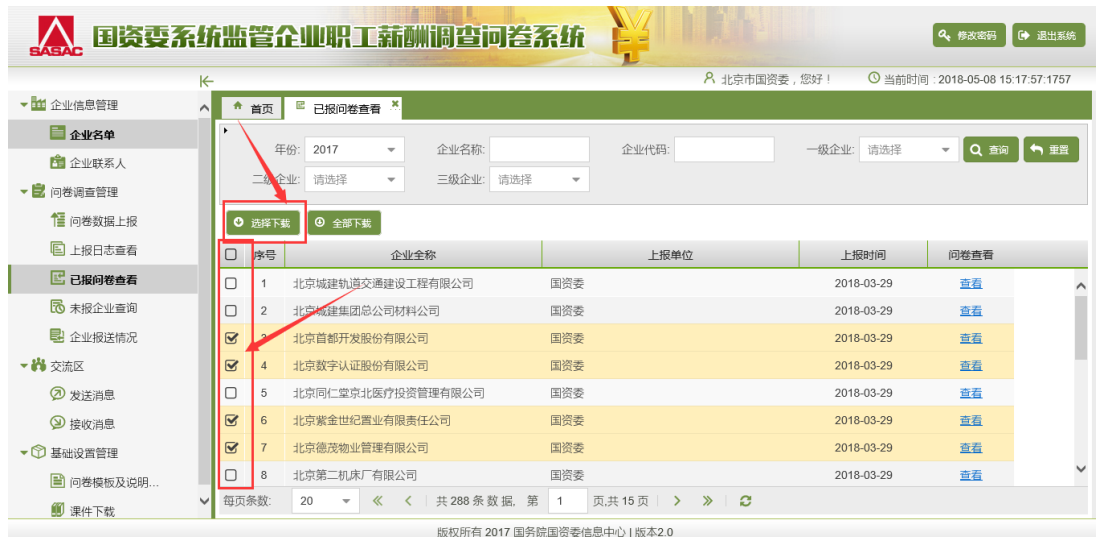 SASAC 国资委系统监管企业职工薪酬调查问卷系统 修改密码 退出系统
北京市国资委，您好！ 当前时间：2018-05-08 15:17:57:1757
企业信息管理
企业名单
企业联系人
问卷调查管理
问卷数据上报
上报日志查看
已报问卷查看
未报企业查询
企业报送情况
交流区
发送消息
接收消息
基础设置管理
问卷模板及说明...
课件下载
首页 已报问卷查看
年份: 2017 企业名称: 企业代码: 一级企业: 请选择 查询 重置
二级企业: 请选择 三级企业: 请选择
选择下载 全部下载
序号 企业全称 上报单位 上报时间 问卷查看
1 北京城建轨道交通建设工程有限公司 国资委 2018-03-29 查看
2 北京城建集团总公司材料公司 国资委 2018-03-29 查看
3 北京首都开发股份有限公司 国资委 2018-03-29 查看
4 北京数字认证股份有限公司 国资委 2018-03-29 查看
5 北京同仁堂京北医疗投资管理有限公司 国资委 2018-03-29 查看
6 北京紫金世纪置业有限责任公司 国资委 2018-03-29 查看
7 北京德茂物业管理有限公司 国资委 2018-03-29 查看
8 北京第二机床厂有限公司 国资委 2018-03-29 查看
每页条数: 20 共 288 条数据, 第 1 页,共 15 页
版权所有 2017 国务院国资委信息中心 | 版本2.0